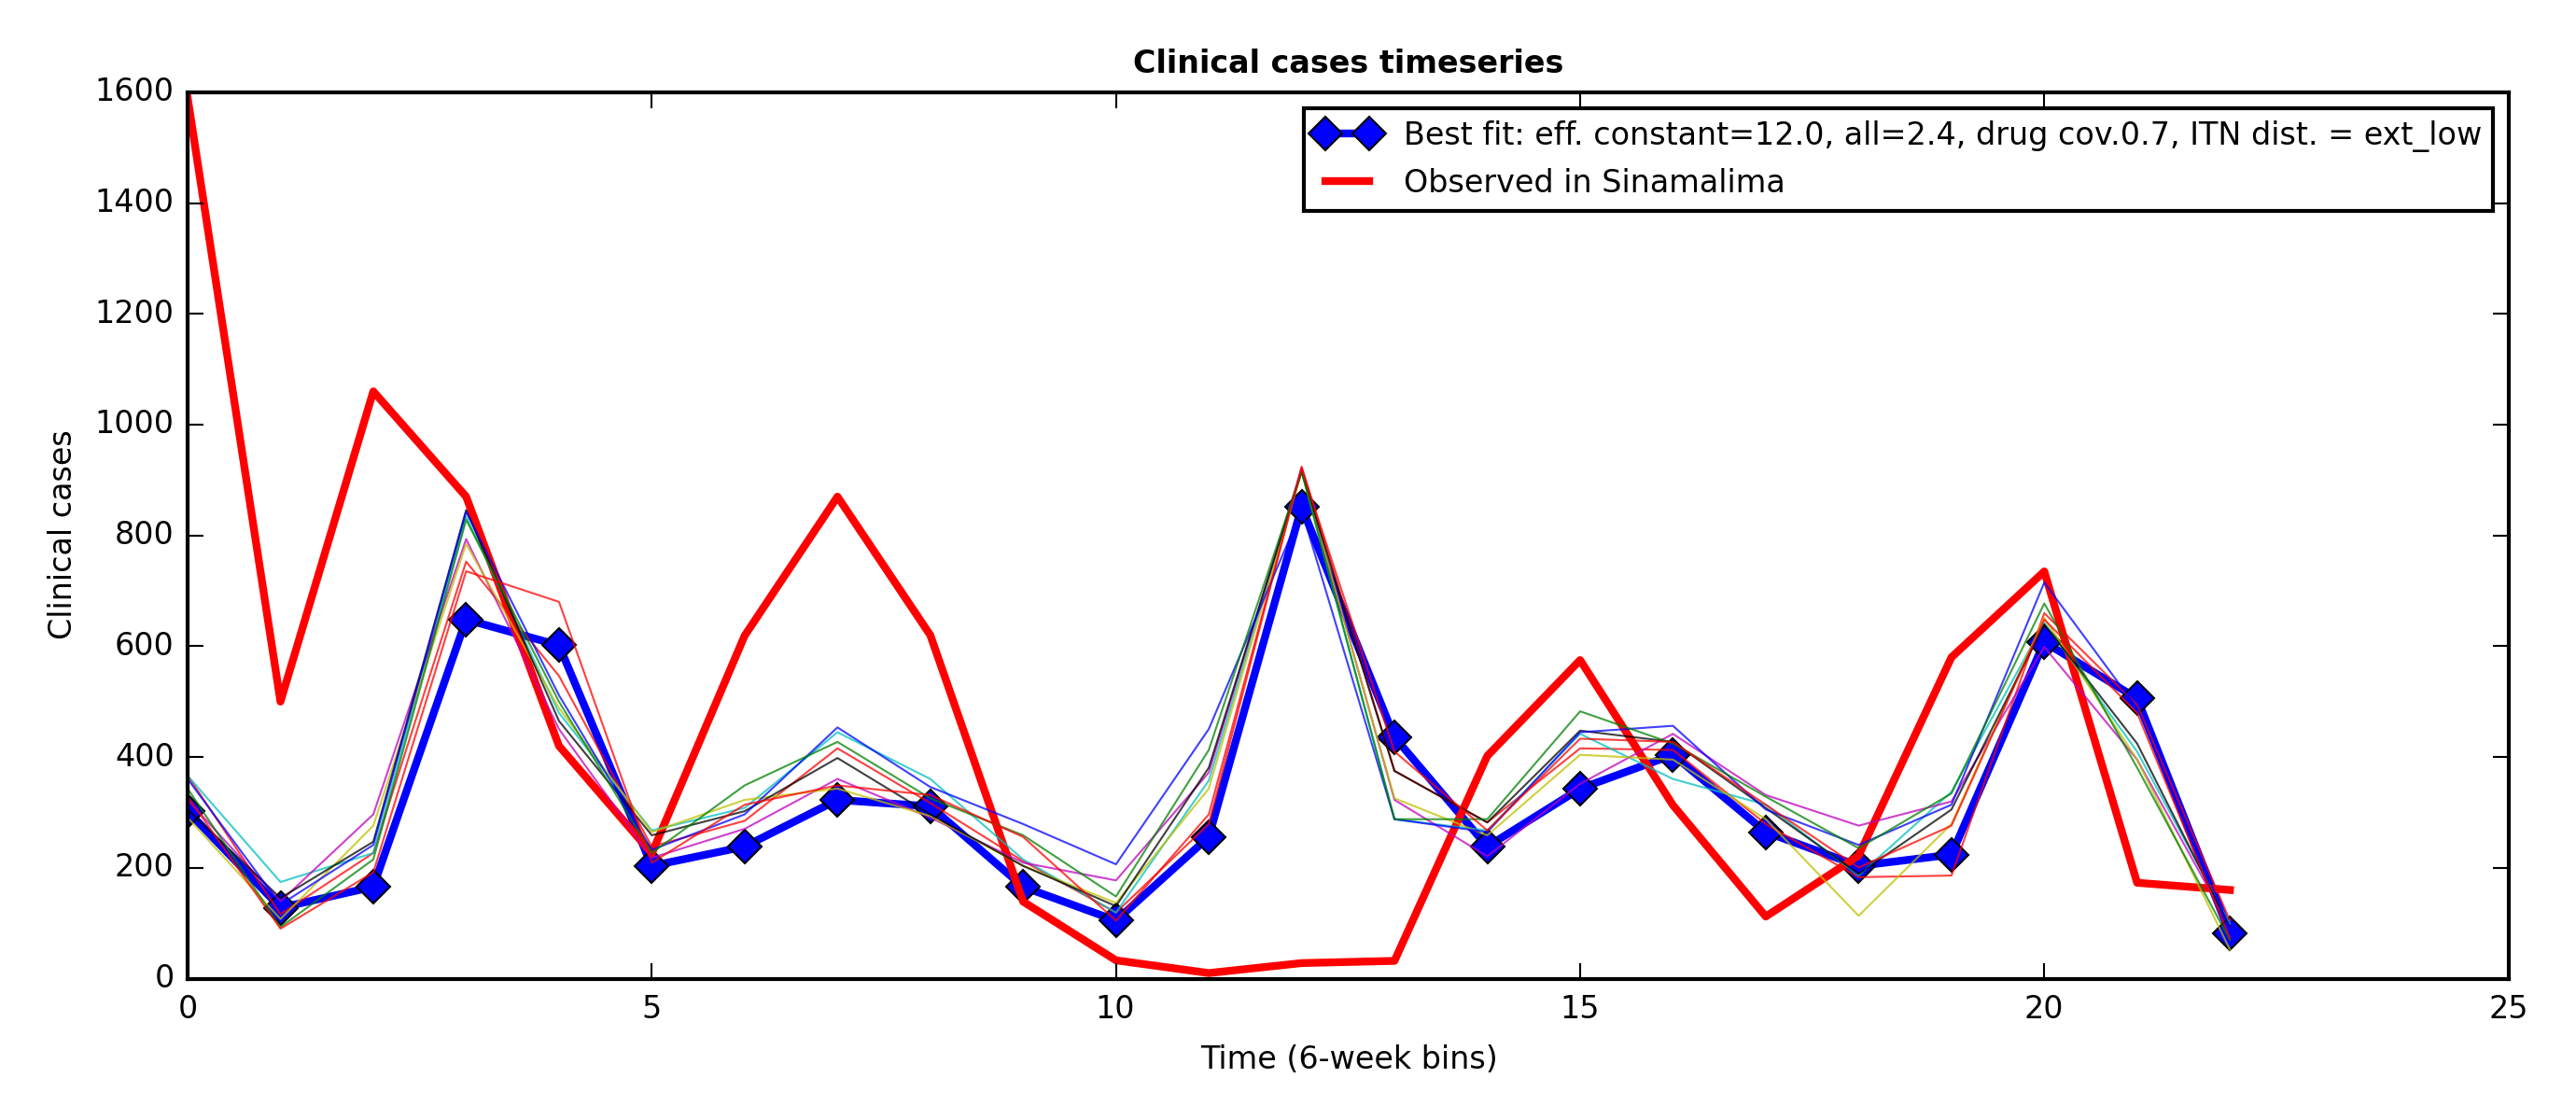 Clinical cases timeseries
1600
1400
1200
1000
800
600
400
200
0
Clinical cases
Best fit: eff. constant=12.0, all=2.4, drug cov.0.7, ITN dist. = ext_low
Observed in Sinamalima
0 5 10 15 20 25
Time (6-week bins)